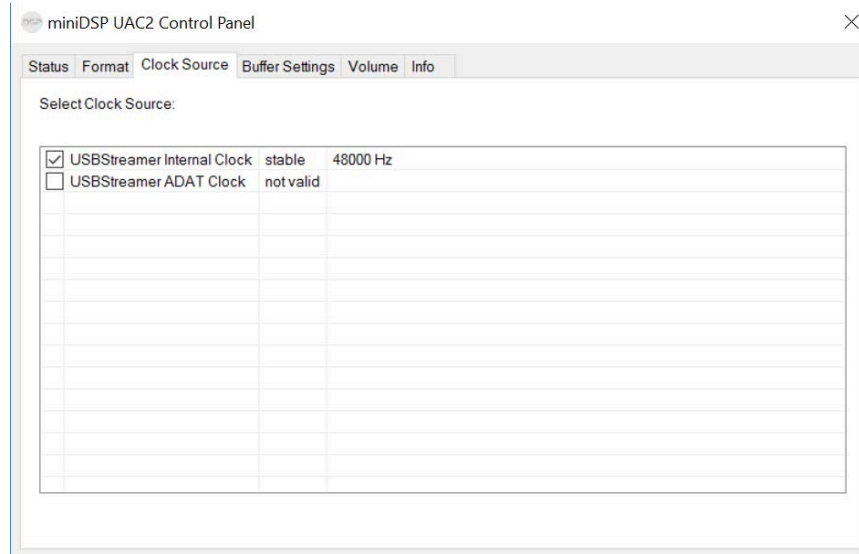 miniDSP UAC2 Control Panel
Status Format Clock Source Buffer Settings Volume Info
Select Clock Source:
USBStreamer Internal Clock stable 48000 Hz
USBStreamer ADAT Clock not valid